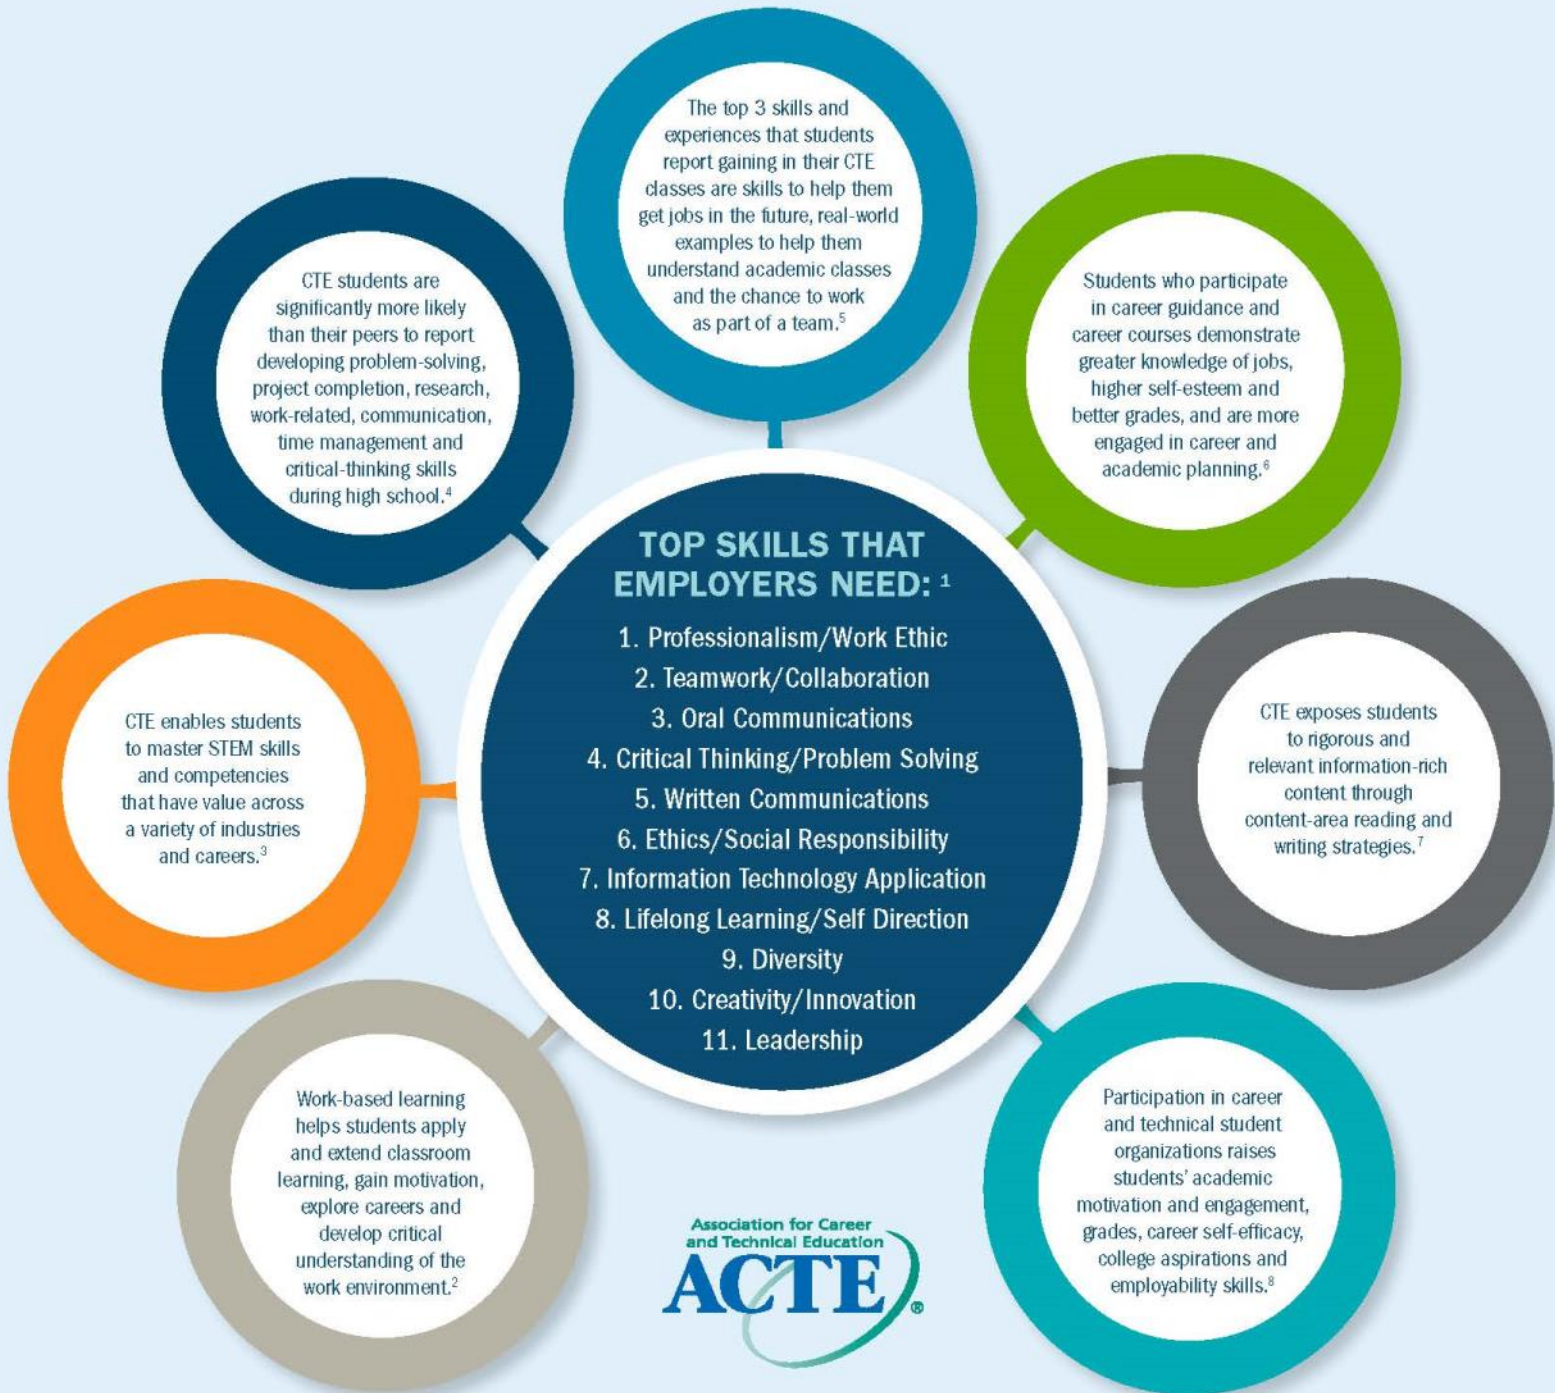 The top 3 skills and
experiences that students
report gaining in their CTE
classes are skills to help them
get jobs in the future, real-world
examples to help them
understand academic classes
and the chance to work
as part of a team.⁵
CTE students are
significantly more likely
than their peers to report
developing problem-solving,
project completion, research,
work-related, communication,
time management and
critical-thinking skills
during high school.⁴
Students who participate
in career guidance and
career courses demonstrate
greater knowledge of jobs,
higher self-esteem and
better grades, and are more
engaged in career and
academic planning.⁶
TOP SKILLS THAT
EMPLOYERS NEED: ¹
1. Professionalism/Work Ethic
2. Teamwork/Collaboration
3. Oral Communications
4. Critical Thinking/Problem Solving
5. Written Communications
6. Ethics/Social Responsibility
7. Information Technology Application
8. Lifelong Learning/Self Direction
9. Diversity
10. Creativity/Innovation
11. Leadership
CTE enables students
to master STEM skills
and competencies
that have value across
a variety of industries
and careers.³
CTE exposes students
to rigorous and
relevant information-rich
content through
content-area reading and
writing strategies.⁷
Work-based learning
helps students apply
and extend classroom
learning, gain motivation,
explore careers and
develop critical
understanding of the
work environment.²
Participation in career
and technical student
organizations raises
students' academic
motivation and engagement,
grades, career self-efficacy,
college aspirations and
employability skills.⁸
Association for Career
and Technical Education
ACTE®